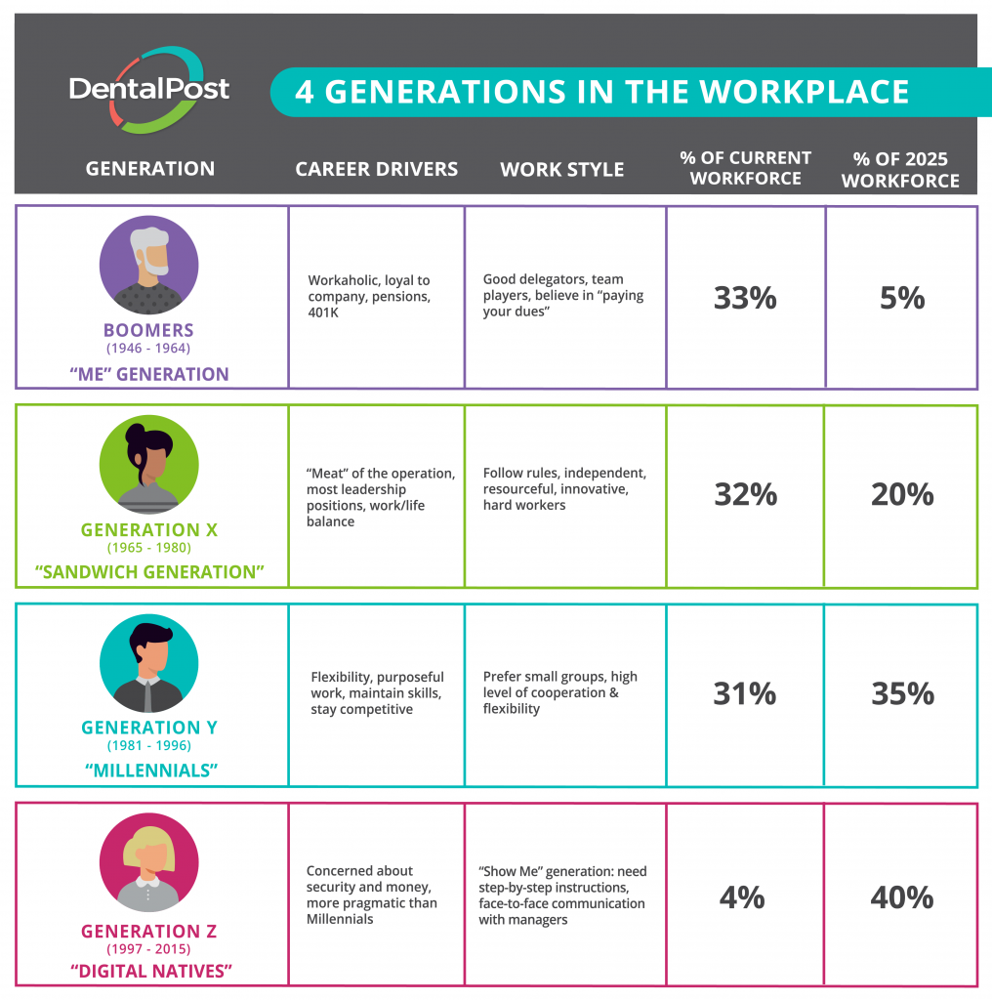 DentalPost
4 GENERATIONS IN THE WORKPLACE
GENERATION
CAREER DRIVERS
WORK STYLE
% OF CURRENT
WORKFORCE
% OF 2025
WORKFORCE
BOOMERS
(1946 - 1964)
“ME” GENERATION
Workaholic, loyal to
company, pensions,
401K
Good delegators, team
players, believe in “paying
your dues”
33%
5%
GENERATION X
(1965 - 1980)
“SANDWICH GENERATION”
“Meat” of the operation,
most leadership
positions, work/life
balance
Follow rules, independent,
resourceful, innovative,
hard workers
32%
20%
GENERATION Y
(1981 - 1996)
“MILLENNIALS”
Flexibility, purposeful
work, maintain skills,
stay competitive
Prefer small groups, high
level of cooperation &
flexibility
31%
35%
GENERATION Z
(1997 - 2015)
“DIGITAL NATIVES”
Concerned about
security and money,
more pragmatic than
Millennials
“Show Me” generation: need
step-by-step instructions,
face-to-face communication
with managers
4%
40%